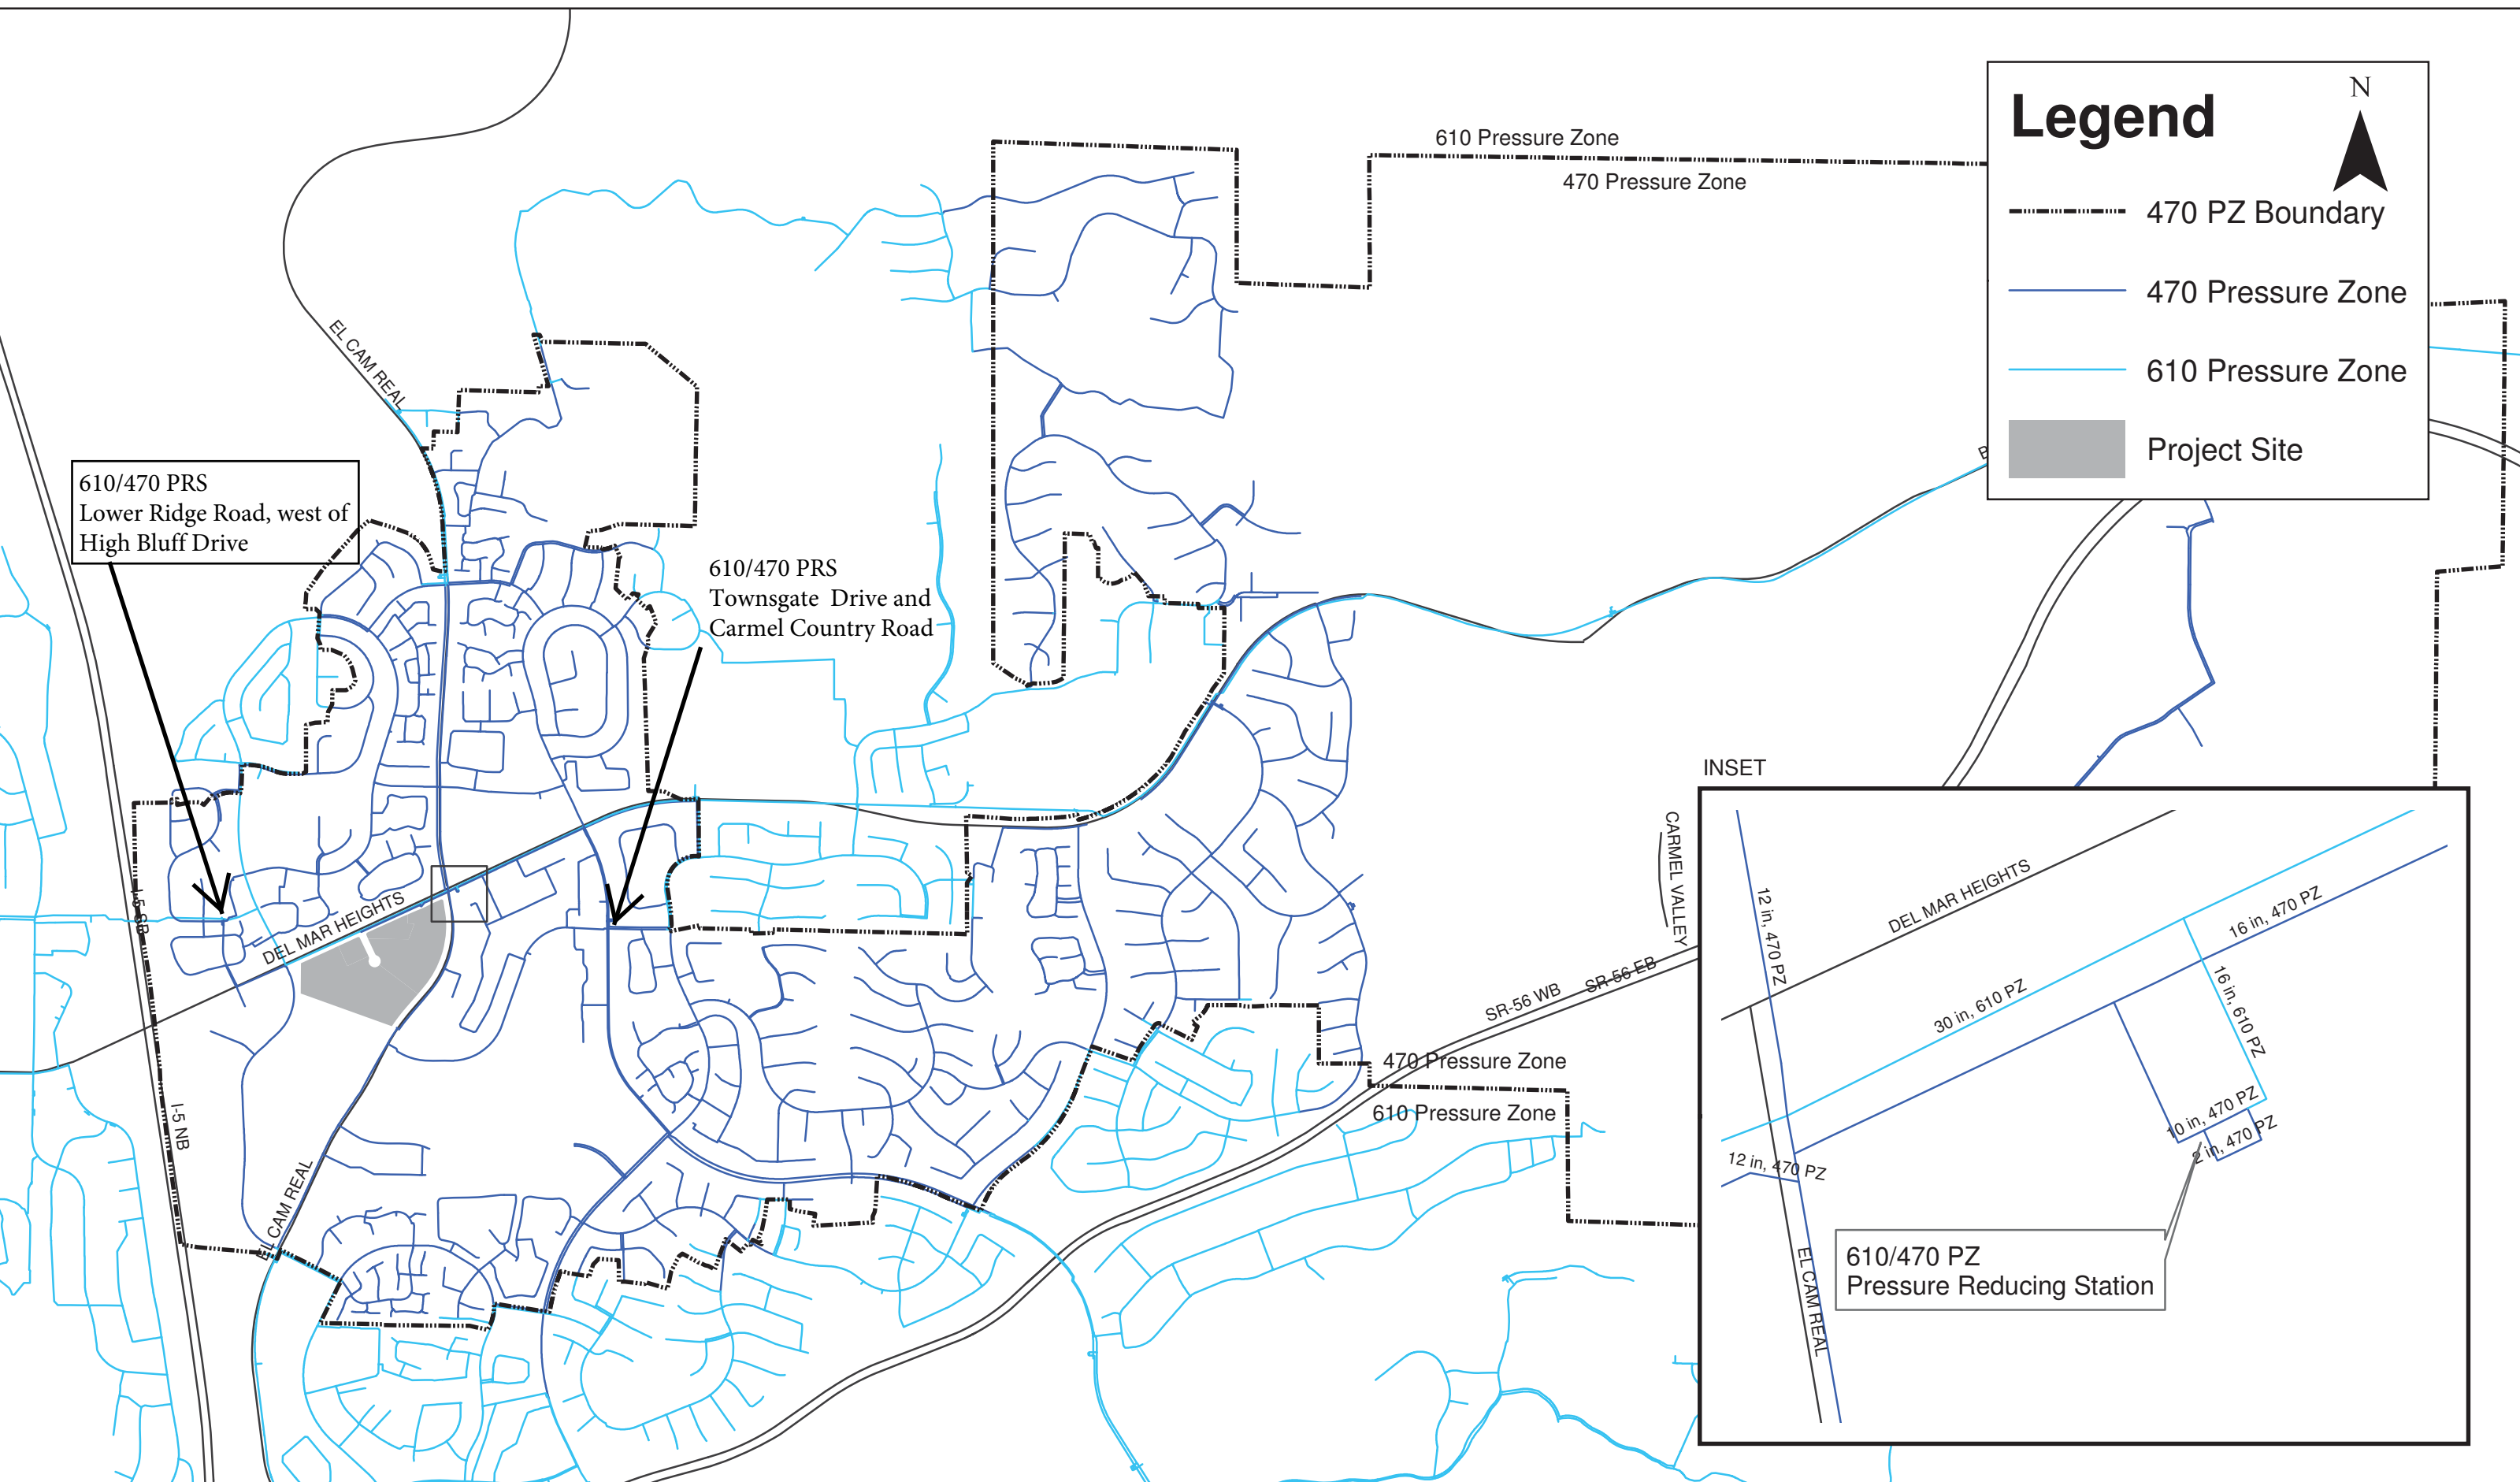 610 Pressure Zone
470 Pressure Zone
Legend
N
470 PZ Boundary
470 Pressure Zone
610 Pressure Zone
Project Site
EL CAM REAL
610/470 PRS
Lower Ridge Road, west of
High Bluff Drive
610/470 PRS
Townsgate Drive and
Carmel Country Road
I-5 SB
DEL MAR HEIGHTS
I-5 NB
EL CAM REAL
CARMEL VALLEY
SR-56 WB
SR-56 EB
470 Pressure Zone
610 Pressure Zone
INSET
12 in, 470 PZ
DEL MAR HEIGHTS
16 in, 470 PZ
30 in, 610 PZ
16 in, 610 PZ
10 in, 470 PZ
2 in, 470 PZ
12 in, 470 PZ
EL CAM REAL
610/470 PZ
Pressure Reducing Station